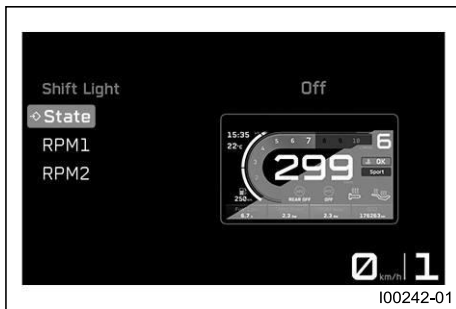 Shift Light
Off
State
RPM1
RPM2
15:35
22°c
5 6 7 8 9 10
6
299
OK
Sport
250
REAR OFF
OFF
6.7
2.3
2.3
0 km/h 1
I00242-01